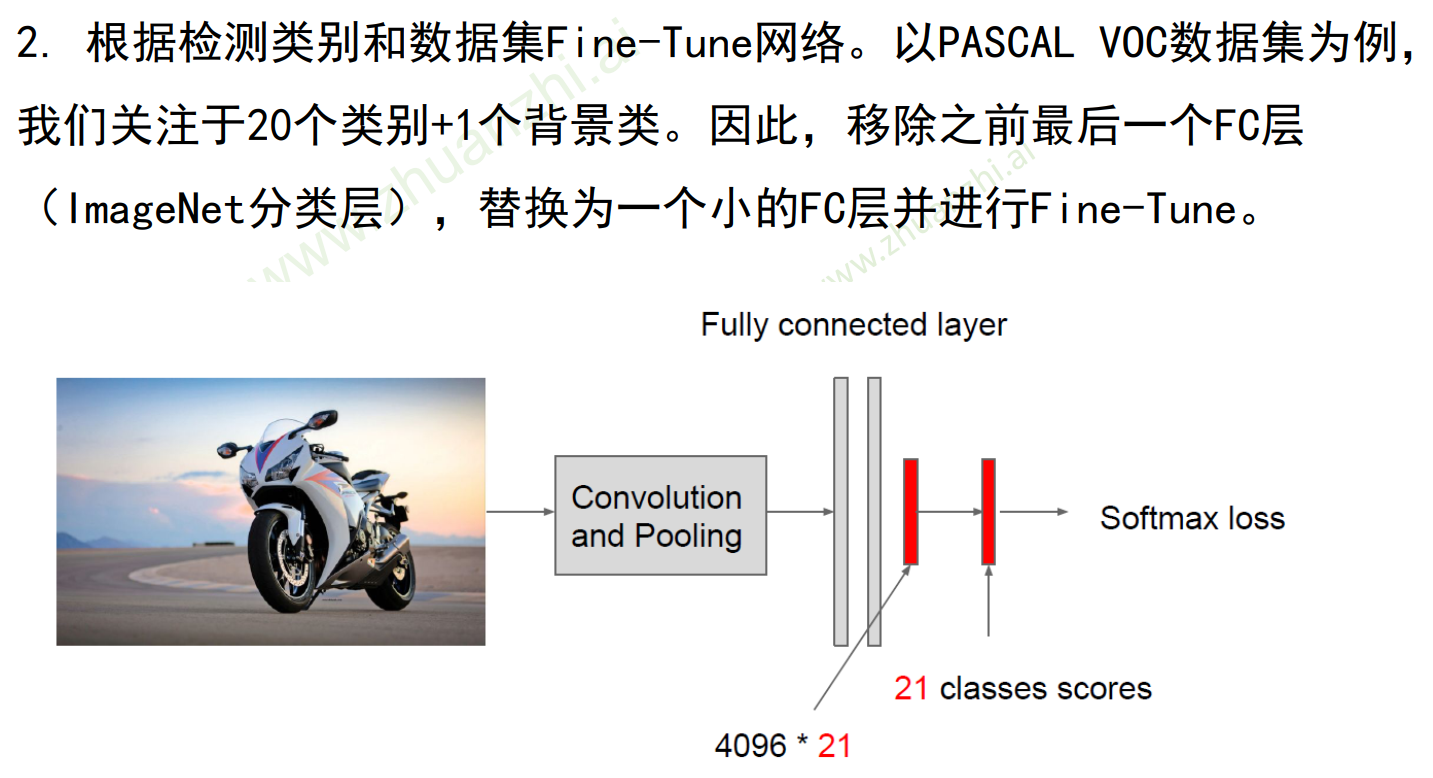 2. 根据检测类别和数据集Fine-Tune网络。以PASCAL VOC数据集为例，
我们关注于20个类别+1个背景类。因此，移除之前最后一个FC层
（ImageNet分类层），替换为一个小的FC层并进行Fine-Tune。
www.zhuanzhi.ai
www.zhuanzhi.ai
Fully connected layer
Convolution
and Pooling
Softmax loss
21 classes scores
4096 * 21